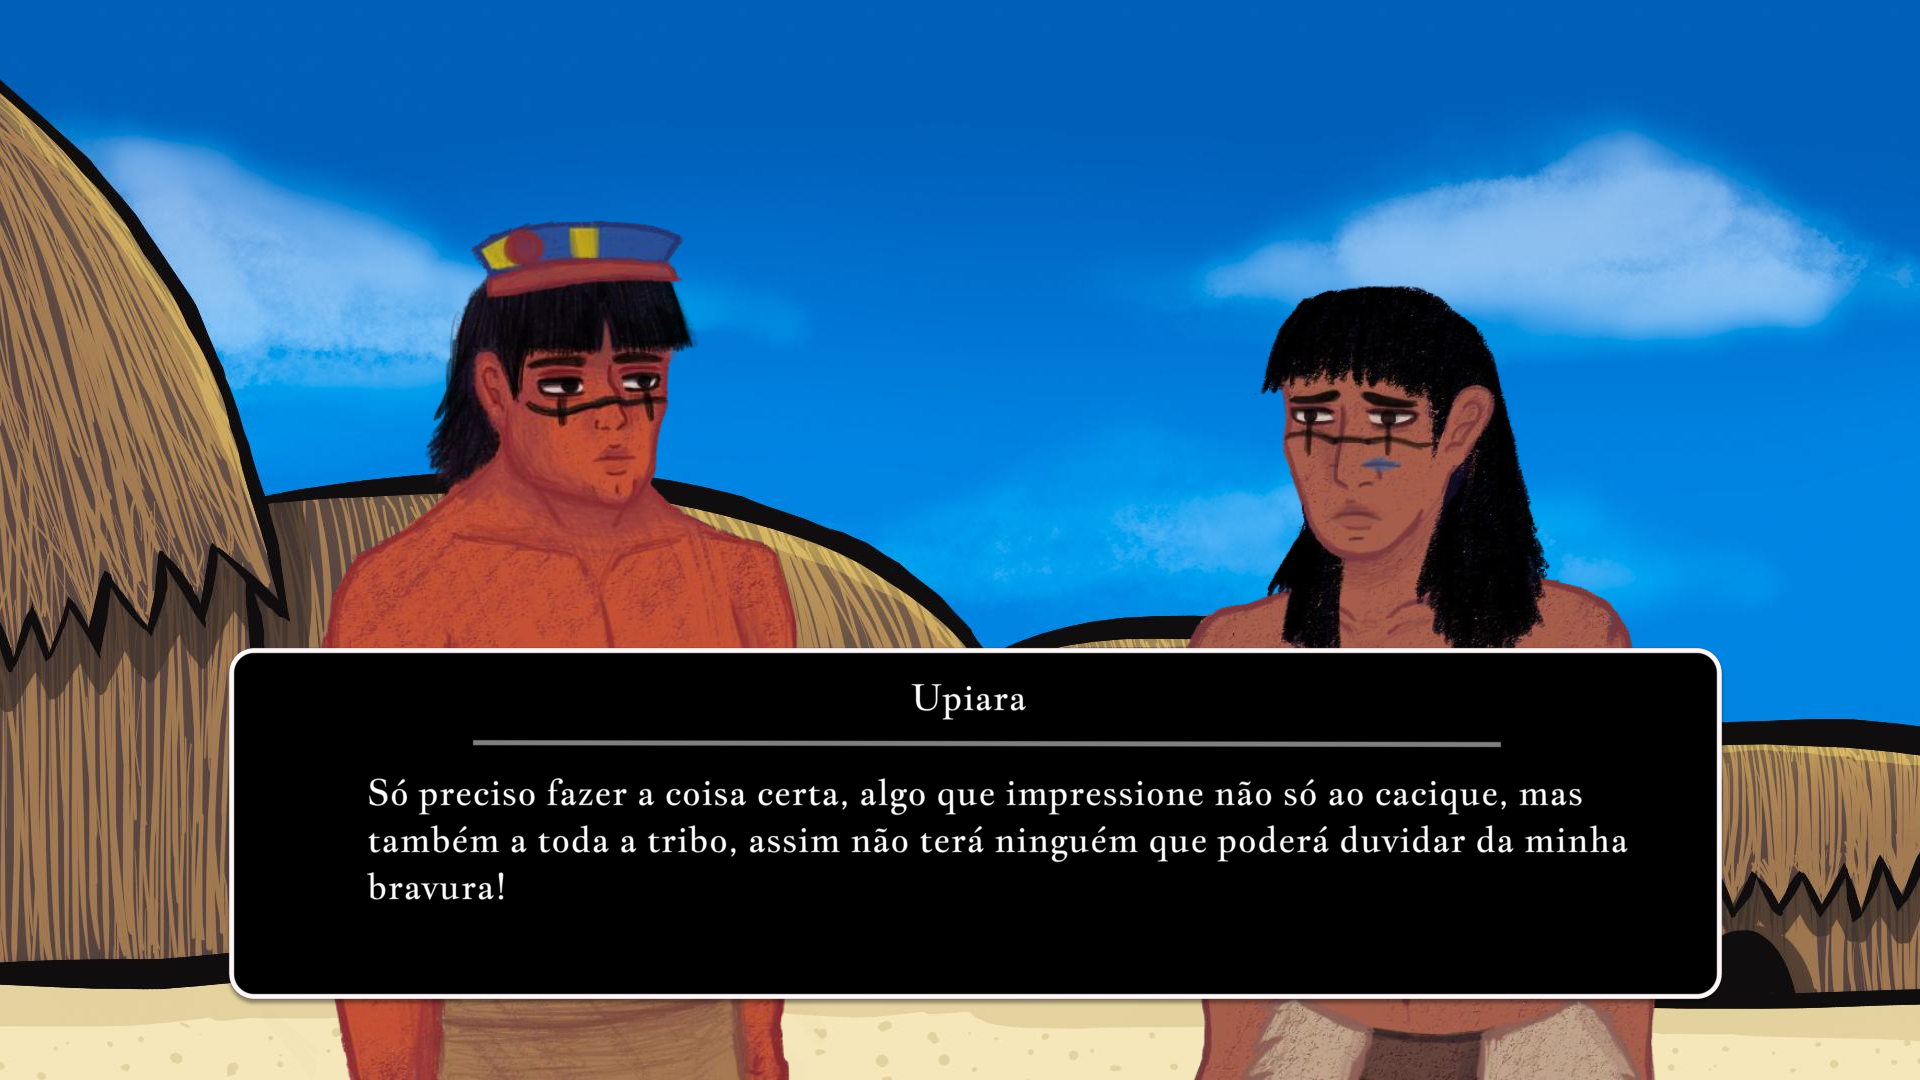 Upiara
Só preciso fazer a coisa certa, algo que impressione não só ao cacique, mas
também a toda a tribo, assim não terá ninguém que poderá duvidar da minha
bravura!